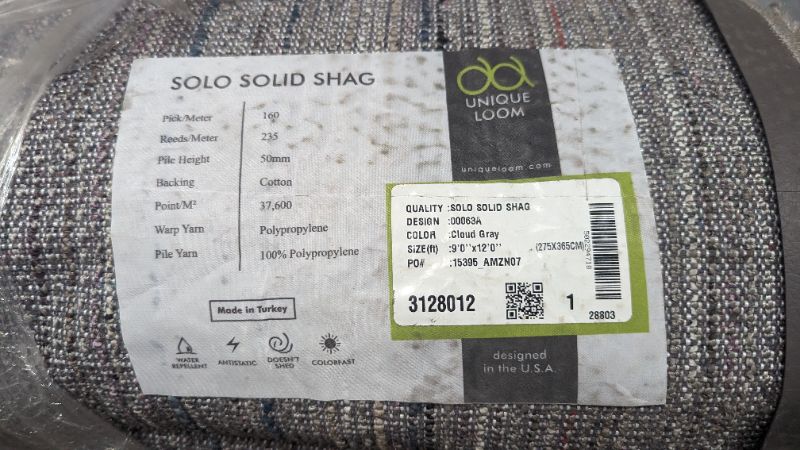 SOLO SOLID SHAG
Pick/Meter 160
Reeds/Meter 235
Pile Height 50mm
Backing Cotton
Point/M² 37,600
Warp Yarn Polypropylene
Pile Yarn 100% Polypropylene
Made in Turkey
WATER REPELLENT
ANTISTATIC
DOESN'T SHED
COLORFAST
UNIQUE
LOOM
uniqueloom.com
QUALITY :SOLO SOLID SHAG
DESIGN :00063A
COLOR :Cloud Gray
SIZE(ft) :9'0''x12'0'' (275X365CM)
PO# :15395_AMZN07
3128012 1
28803
designed
in the U.S.A.